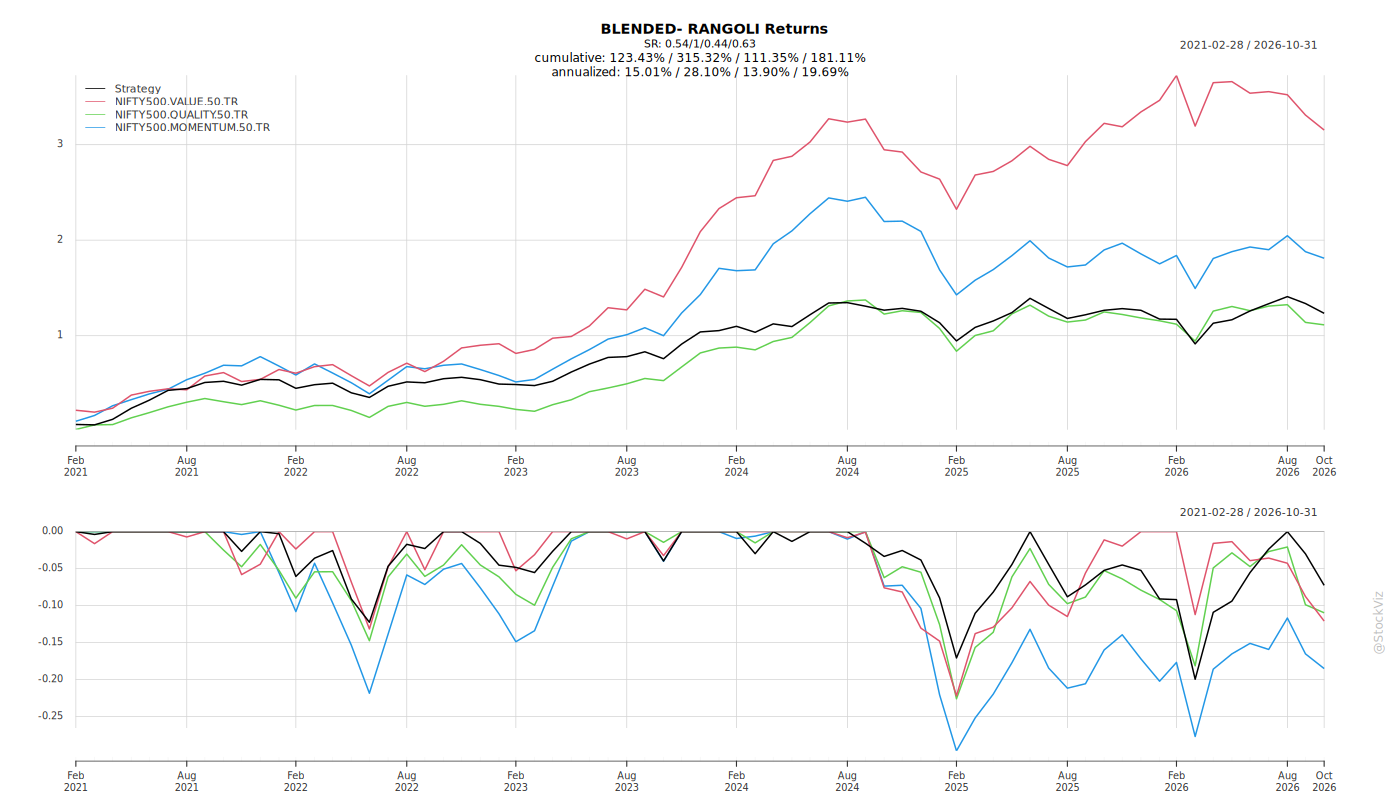 BLENDED- RANGOLI Returns
SR: 0.54/1/0.44/0.63
cumulative: 123.43% / 315.32% / 111.35% / 181.11%
annualized: 15.01% / 28.10% / 13.90% / 19.69%
2021-02-28 / 2026-10-31
Strategy
NIFTY500.VALUE.50.TR
NIFTY500.QUALITY.50.TR
NIFTY500.MOMENTUM.50.TR
3
2
1
Feb Aug Feb Aug Feb Aug Feb Aug Feb Aug Feb Aug Oct
2021 2021 2022 2022 2023 2023 2024 2024 2025 2025 2026 2026 2026
2021-02-28 / 2026-10-31
0.00
-0.05
-0.10
-0.15
-0.20
-0.25
Feb Aug Feb Aug Feb Aug Feb Aug Feb Aug Feb Aug Oct
2021 2021 2022 2022 2023 2023 2024 2024 2025 2025 2026 2026 2026
@StockViz